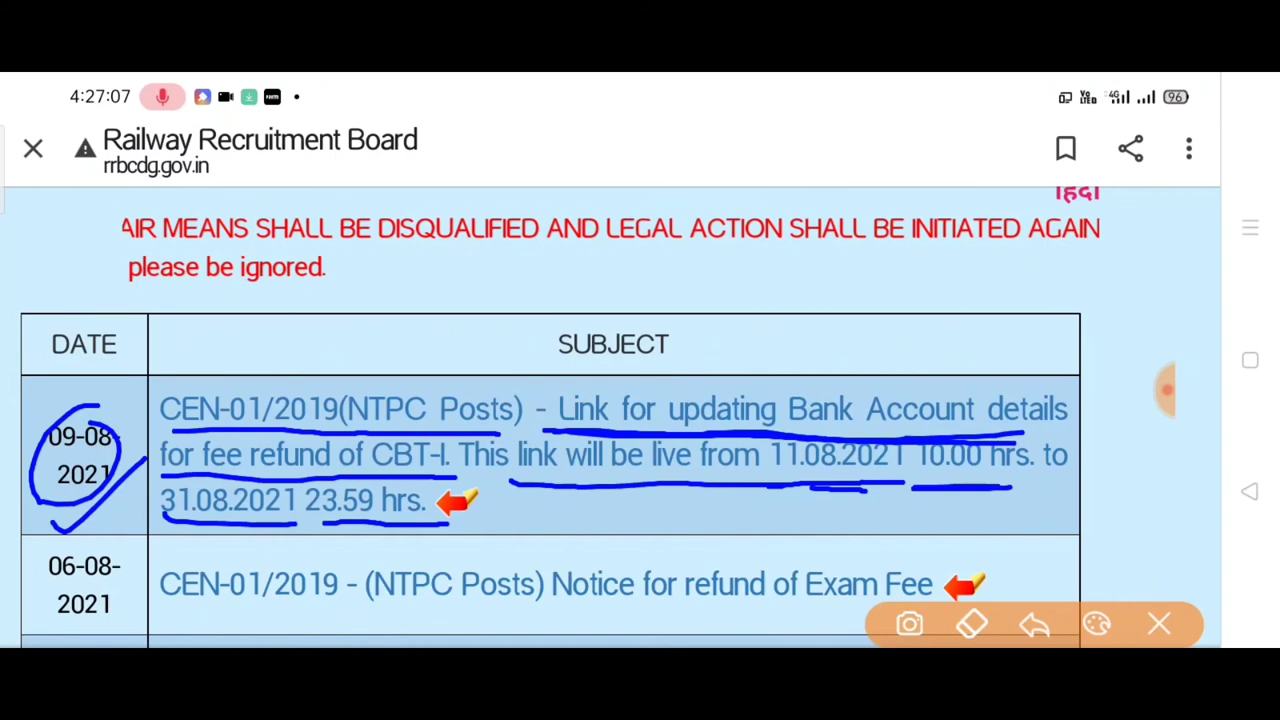 4:27:07
4G
96
Railway Recruitment Board
rrbcdg.gov.in
हिंदी
AIR MEANS SHALL BE DISQUALIFIED AND LEGAL ACTION SHALL BE INITIATED AGAIN
please be ignored.
DATE SUBJECT
09-08-
2021
CEN-01/2019(NTPC Posts) - Link for updating Bank Account details
for fee refund of CBT-I. This link will be live from 11.08.2021 10.00 hrs. to
31.08.2021 23.59 hrs.
06-08-
2021
CEN-01/2019 - (NTPC Posts) Notice for refund of Exam Fee